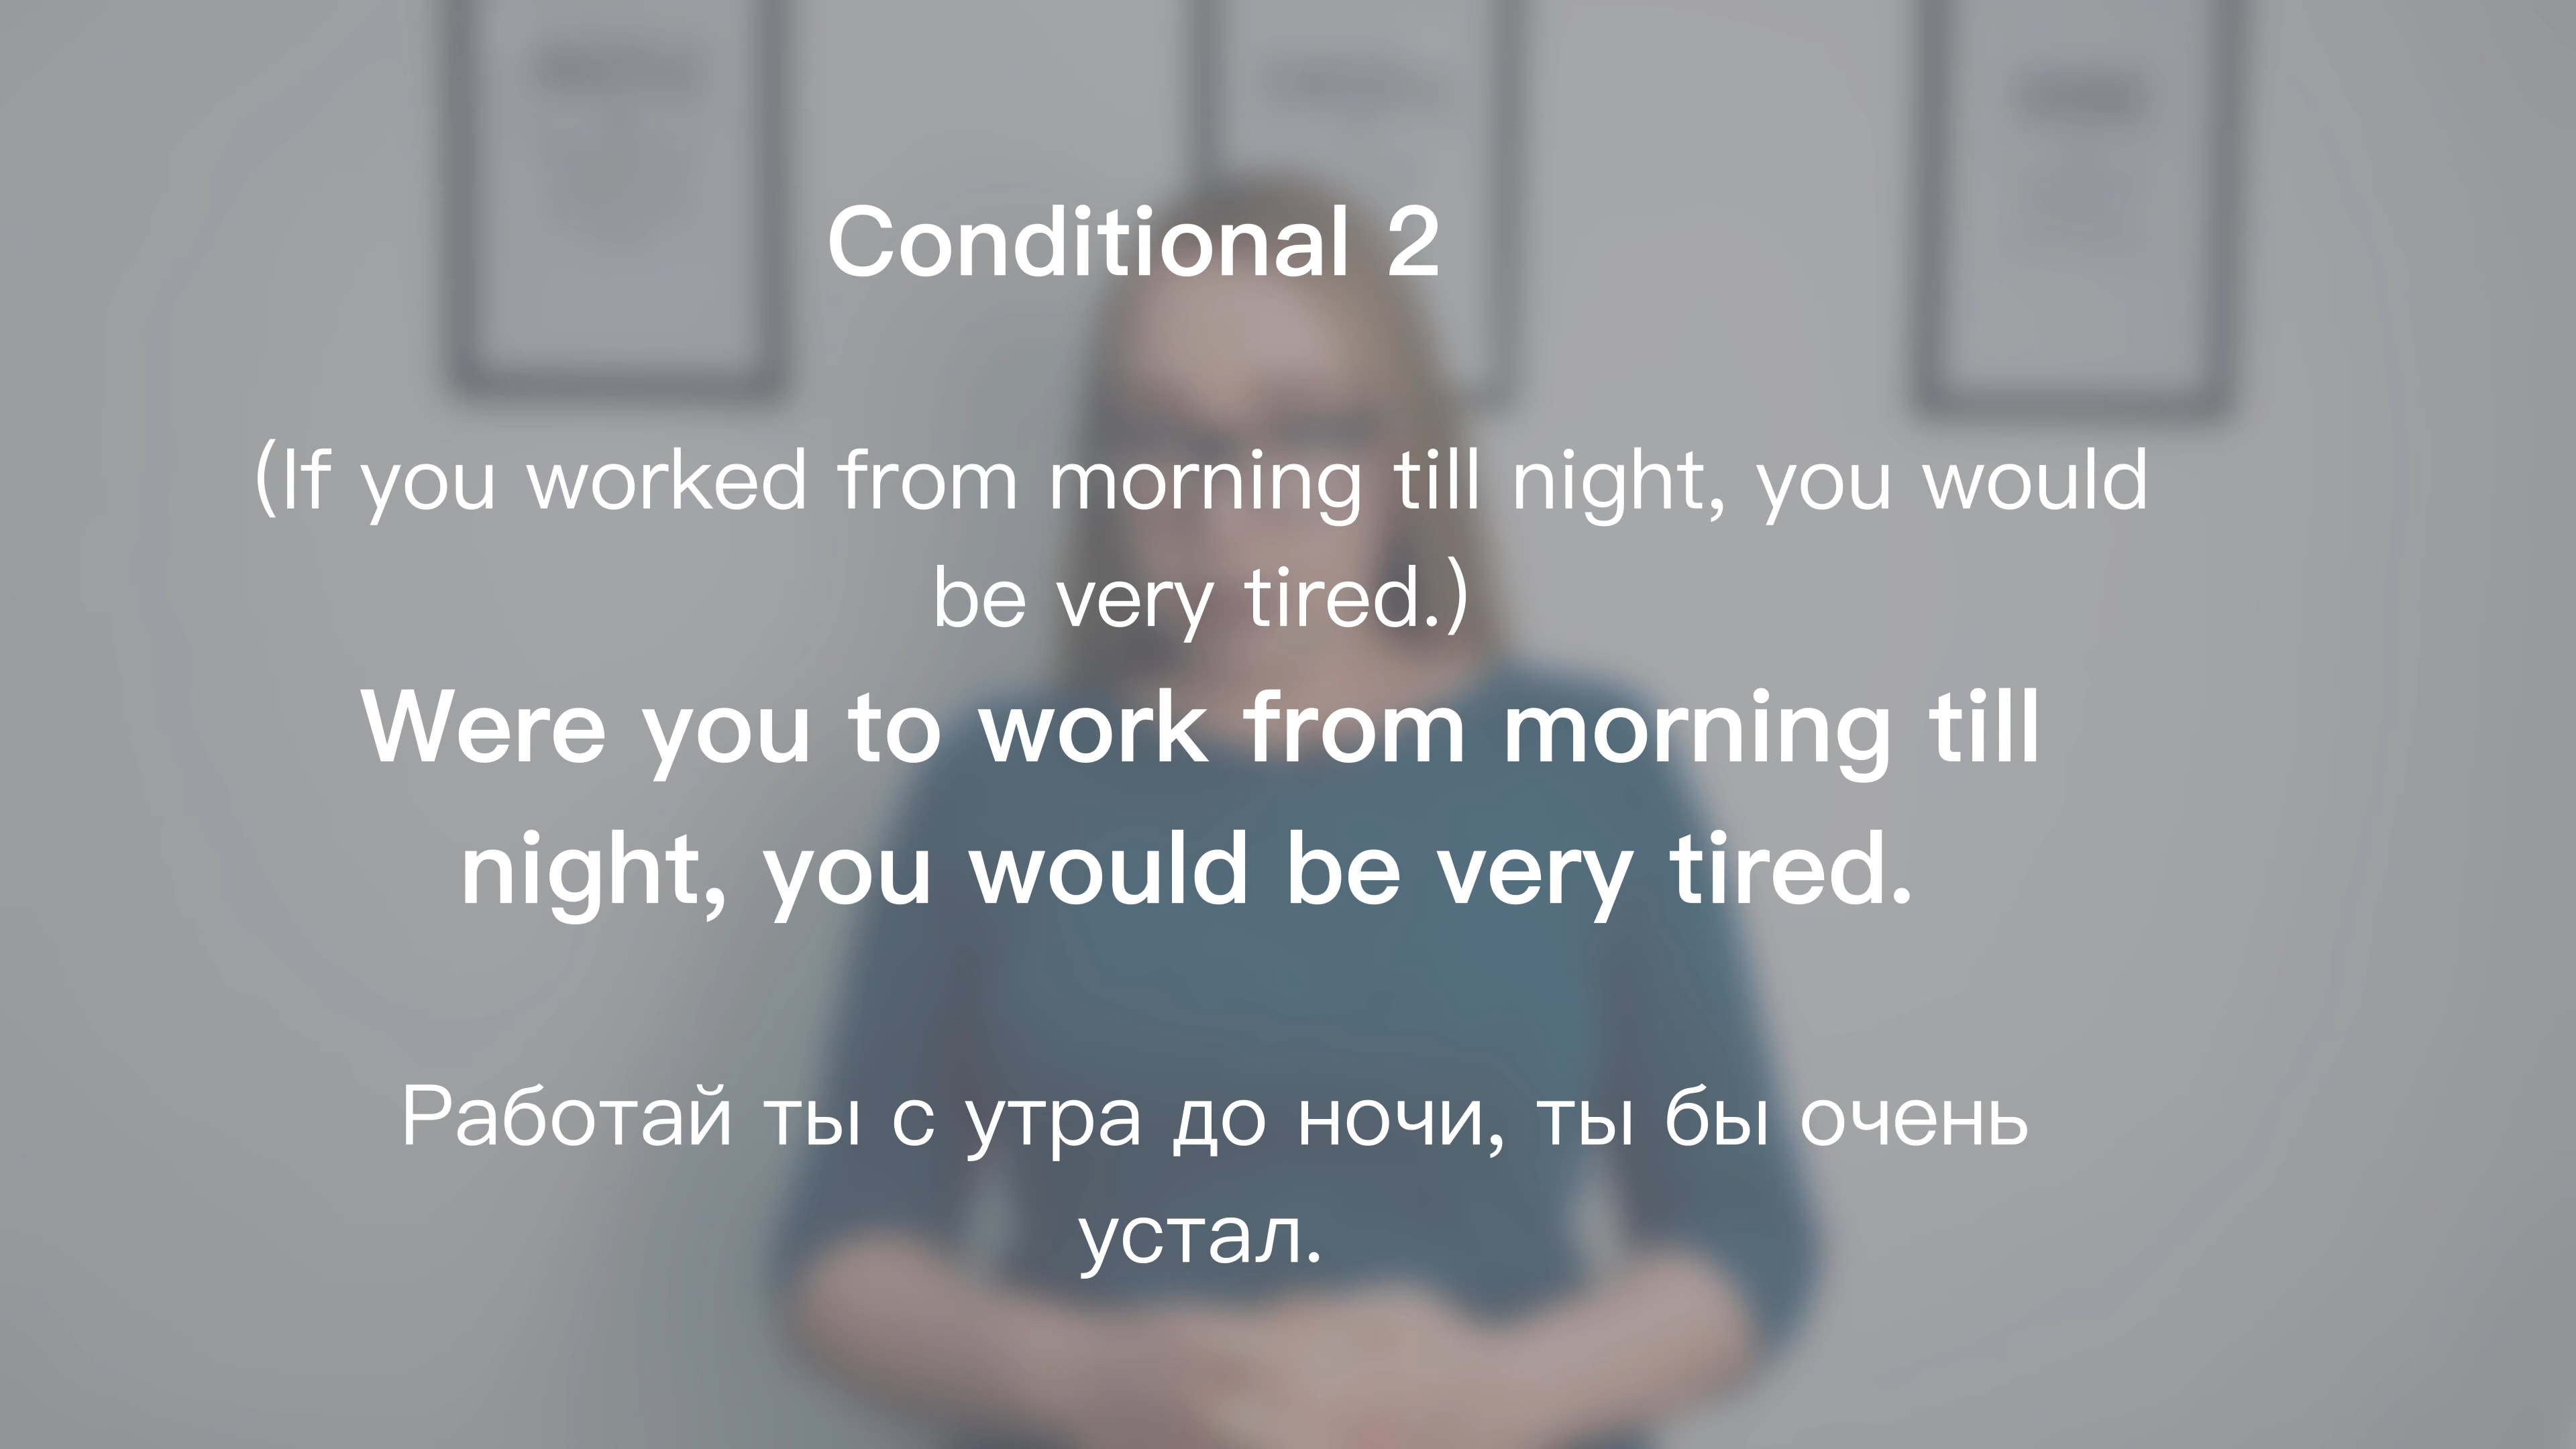 Conditional 2
(If you worked from morning till night, you would
be very tired.)
Were you to work from morning till
night, you would be very tired.
Работай ты с утра до ночи, ты бы очень
устал.